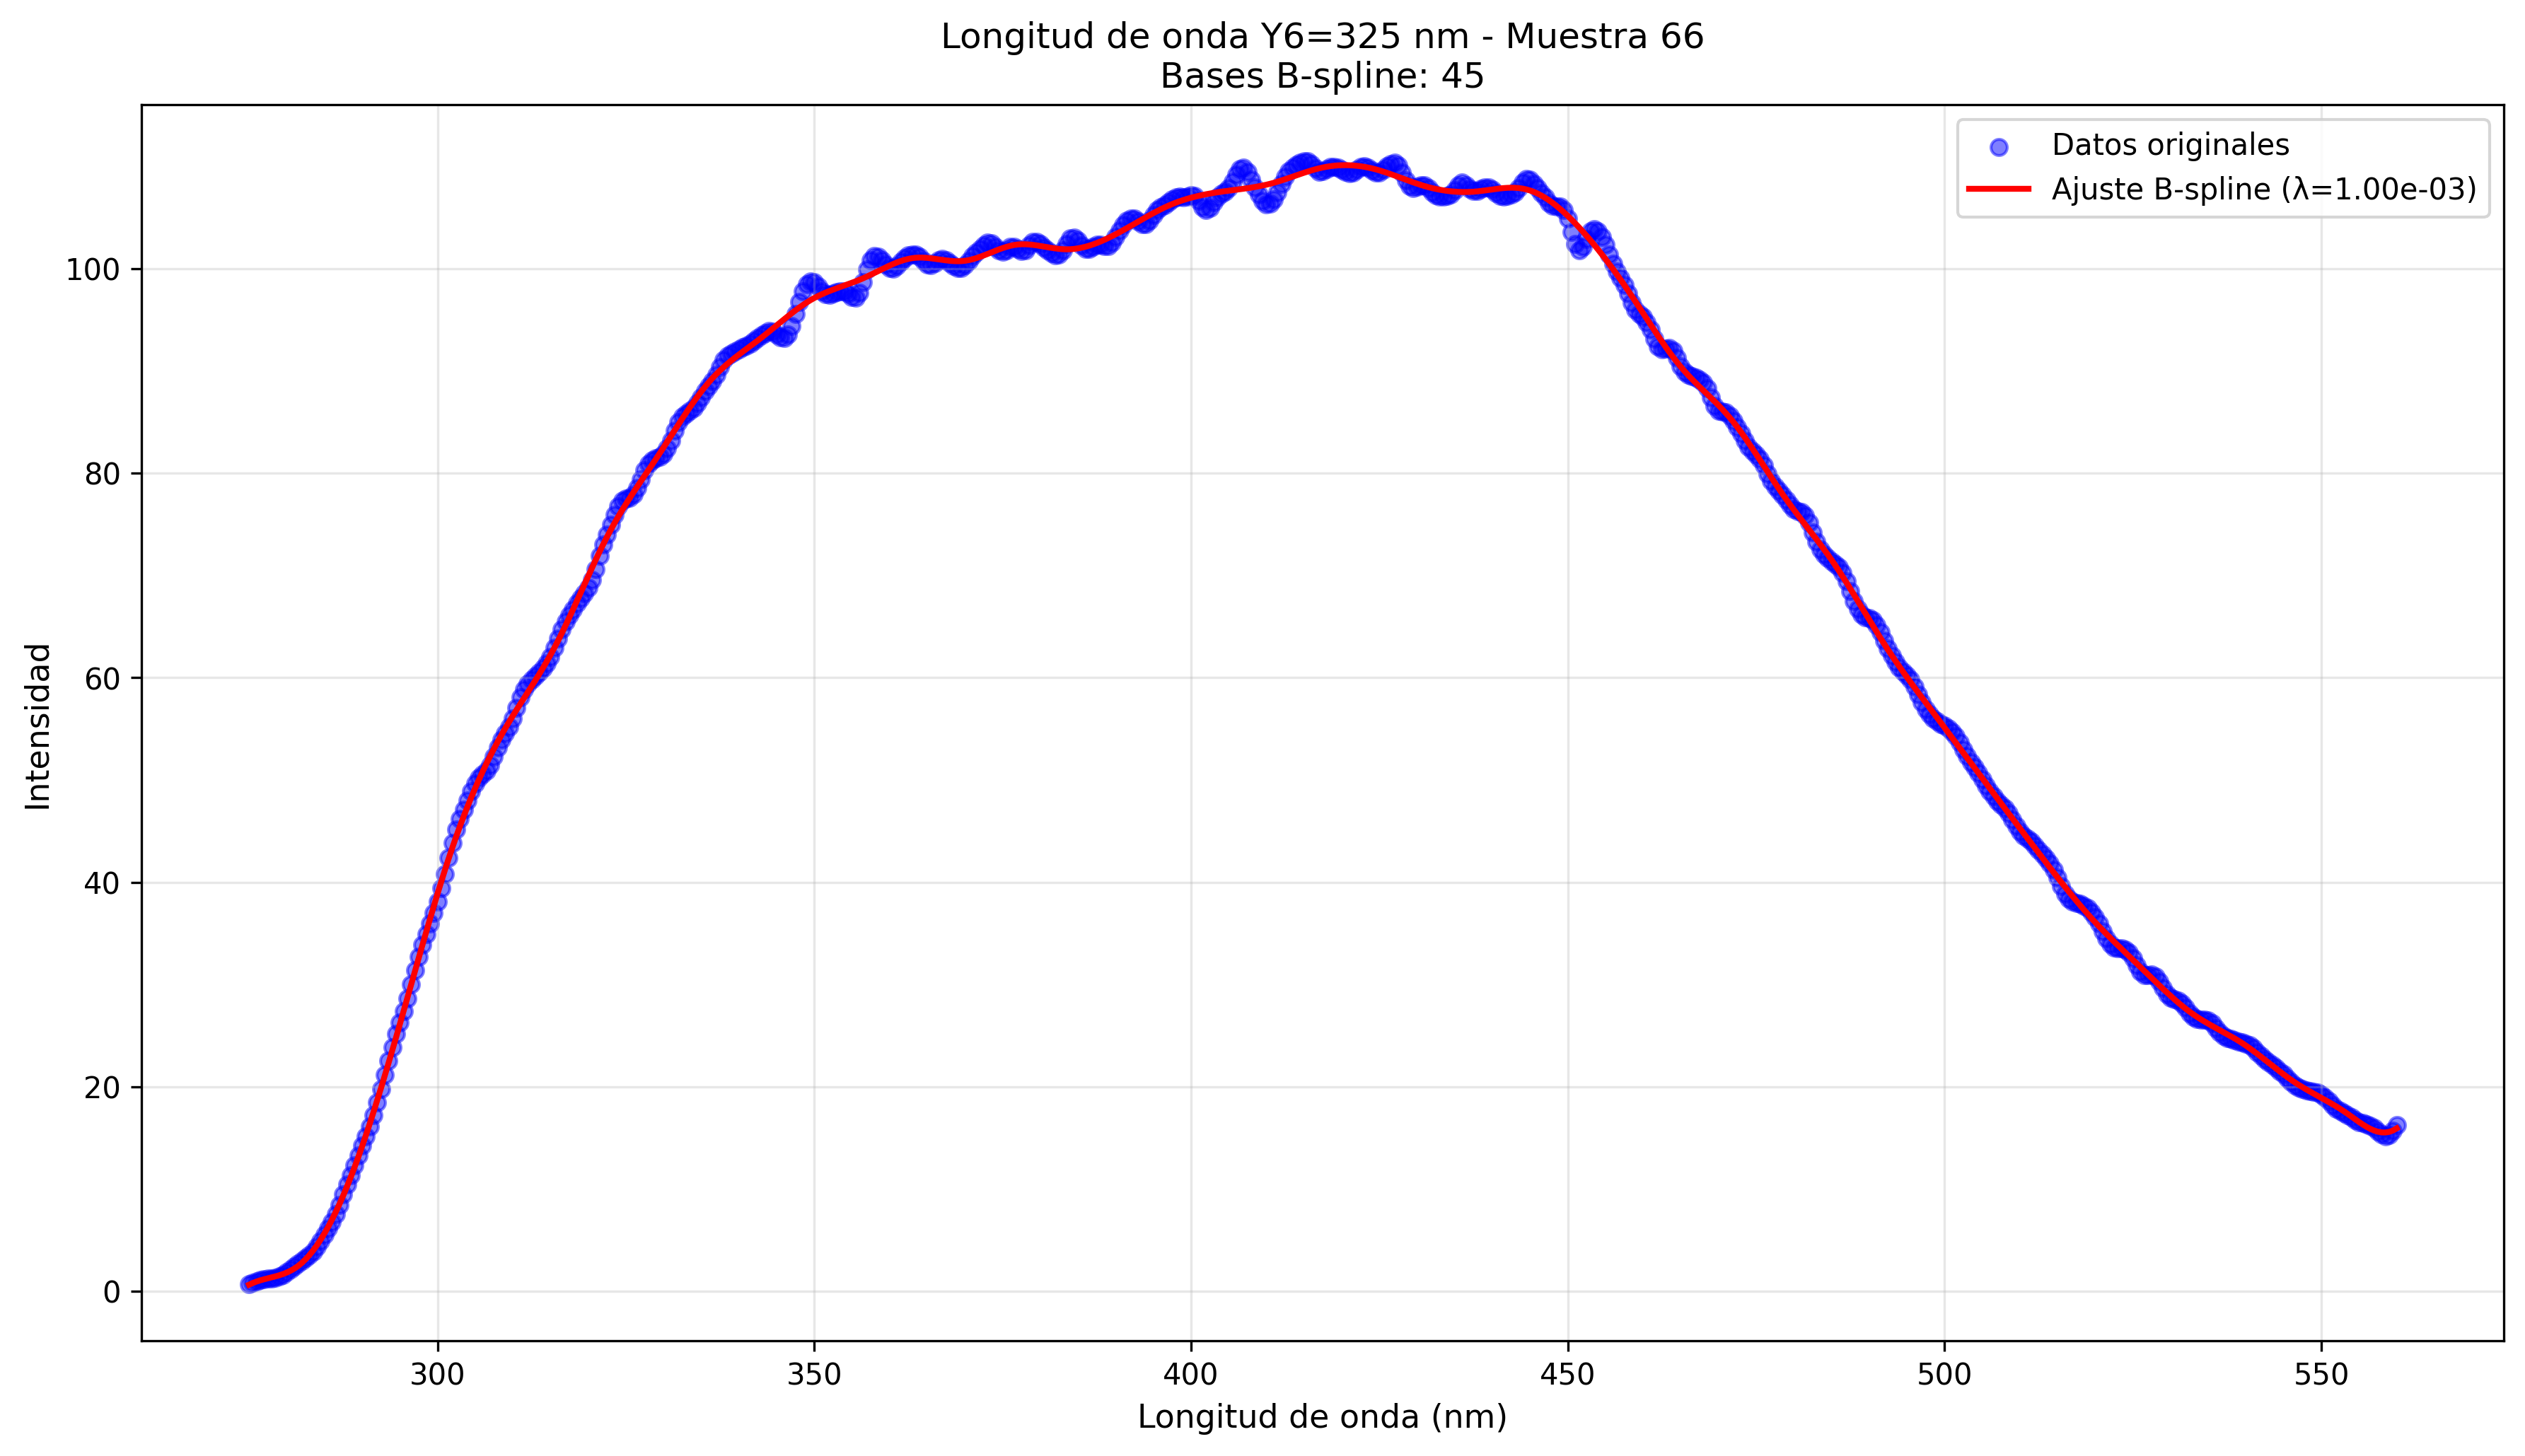 Longitud de onda Y6=325 nm - Muestra 66
Bases B-spline: 45
Datos originales
Ajuste B-spline (λ=1.00e-03)
Intensidad
100
80
60
40
20
0
300 350 400 450 500 550
Longitud de onda (nm)